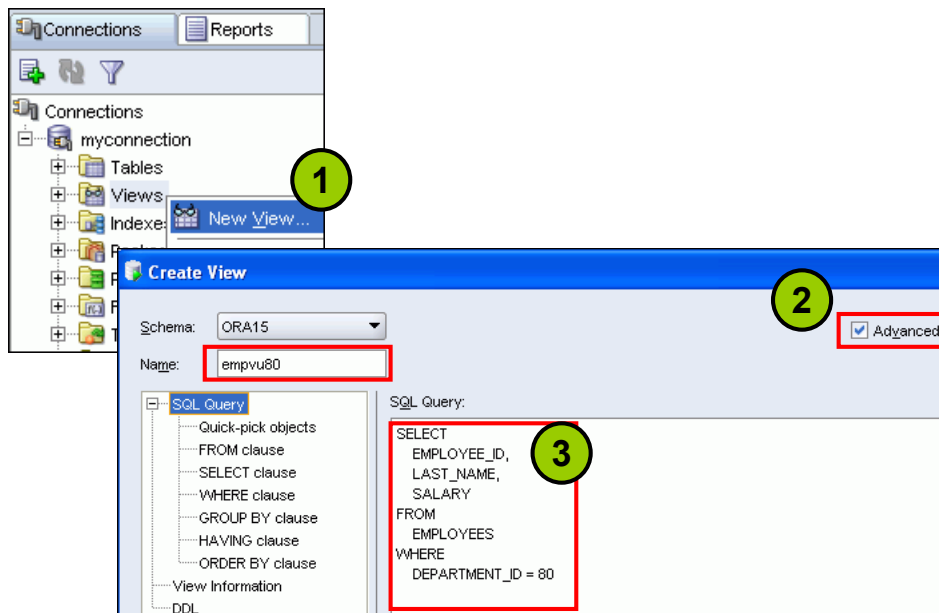 Connections
Reports
Connections
myconnection
Tables
Views
1
New View...
Indexe
Create View
2
Schema:
ORA15
Advanced
Name:
empvu80
SQL Query
SQL Query:
Quick-pick objects
FROM clause
SELECT clause
WHERE clause
GROUP BY clause
HAVING clause
ORDER BY clause
View Information
DDL
SELECT
EMPLOYEE_ID,
3
LAST_NAME,
SALARY
FROM
EMPLOYEES
WHERE
DEPARTMENT_ID = 80